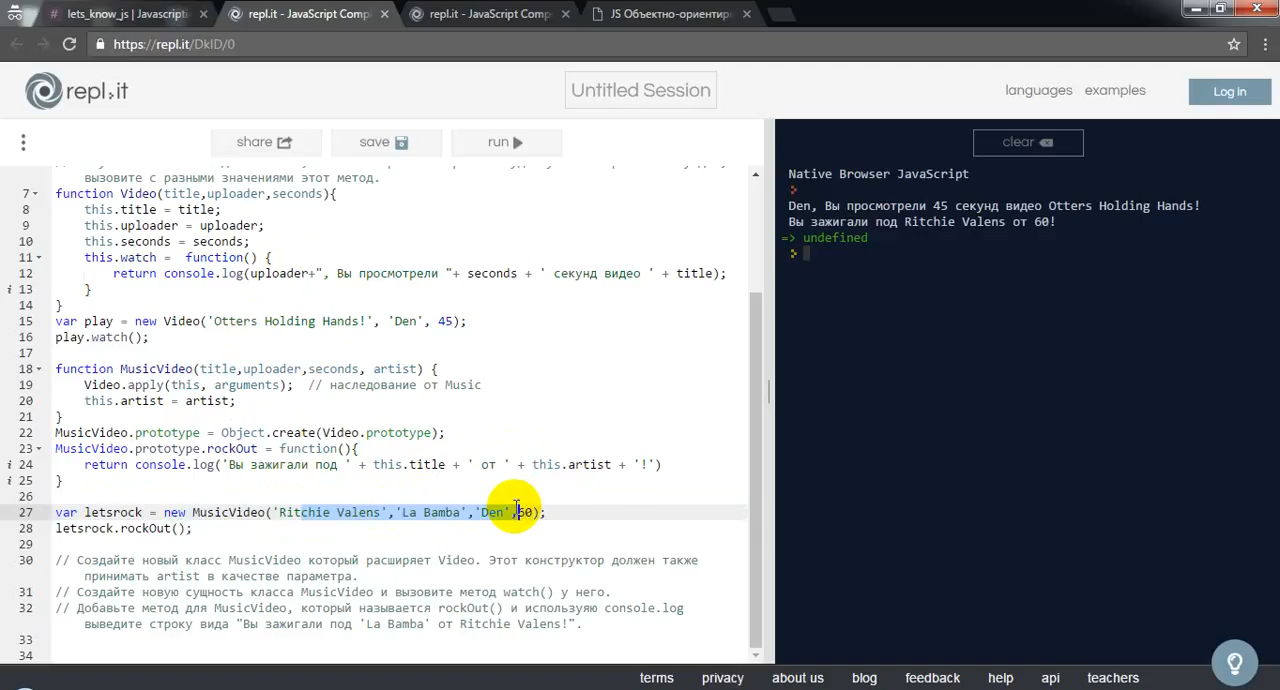 lets_know_js | Javascript
repl.it - JavaScript Comp
repl.it - JavaScript Comp
JS Объектно-ориентир
https://repl.it/DkID/0
repl.it
Untitled Session
languages
examples
Log in
share
save
run
clear
вызовите с разными значениями этот метод.
7 function Video(title,uploader,seconds){
8 this.title = title;
9 this.uploader = uploader;
10 this.seconds = seconds;
11 this.watch =  function() {
12 return console.log(uploader+", Вы просмотрели "+ seconds + ' секунд видео ' + title);
i 13 }
14 }
15 var play = new Video('Otters Holding Hands!', 'Den', 45);
16 play.watch();
17
18 function MusicVideo(title,uploader,seconds, artist) {
19 Video.apply(this, arguments);  // наследование от Music
20 this.artist = artist;
21 }
22 MusicVideo.prototype = Object.create(Video.prototype);
23 MusicVideo.prototype.rockOut = function(){
i 24 return console.log('Вы зажигали под ' + this.title + ' от ' + this.artist + '!')
i 25 }
26
27 var letsrock = new MusicVideo('Ritchie Valens','La Bamba','Den',60);
28 letsrock.rockOut();
29
30 // Создайте новый класс MusicVideo который расширяет Video. Этот конструктор должен также
принимать artist в качестве параметра.
31 // Создайте новую сущность класса MusicVideo и вызовите метод watch() у него.
32 // Добавьте метод для MusicVideo, который называется rockOut() и используяю console.log
выведите строку вида "Вы зажигали под 'La Bamba' от Ritchie Valens!".
33
34
Native Browser JavaScript
Den, Вы просмотрели 45 секунд видео Otters Holding Hands!
Вы зажигали под Ritchie Valens от 60!
=> undefined
terms
privacy
about us
blog
feedback
help
api
teachers